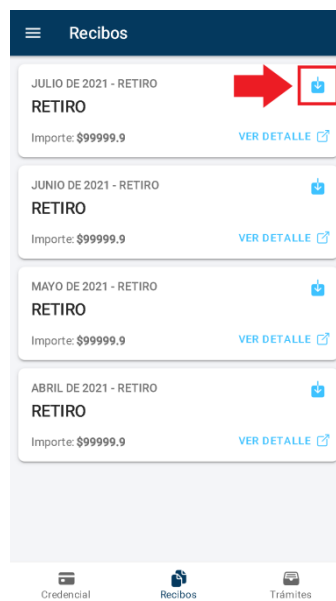 Recibos
JULIO DE 2021 - RETIRO
RETIRO
Importe: $99999.9
VER DETALLE
JUNIO DE 2021 - RETIRO
RETIRO
Importe: $99999.9
VER DETALLE
MAYO DE 2021 - RETIRO
RETIRO
Importe: $99999.9
VER DETALLE
ABRIL DE 2021 - RETIRO
RETIRO
Importe: $99999.9
VER DETALLE
Credencial
Recibos
Trámites